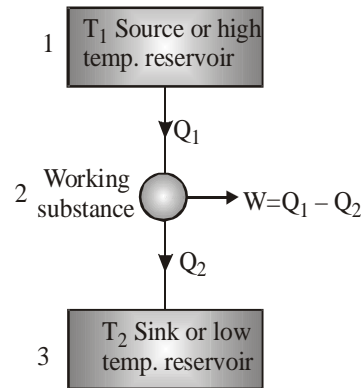 1
T₁ Source or high
temp. reservoir
Q₁
2
Working
substance
W=Q₁ – Q₂
Q₂
3
T₂ Sink or low
temp. reservoir